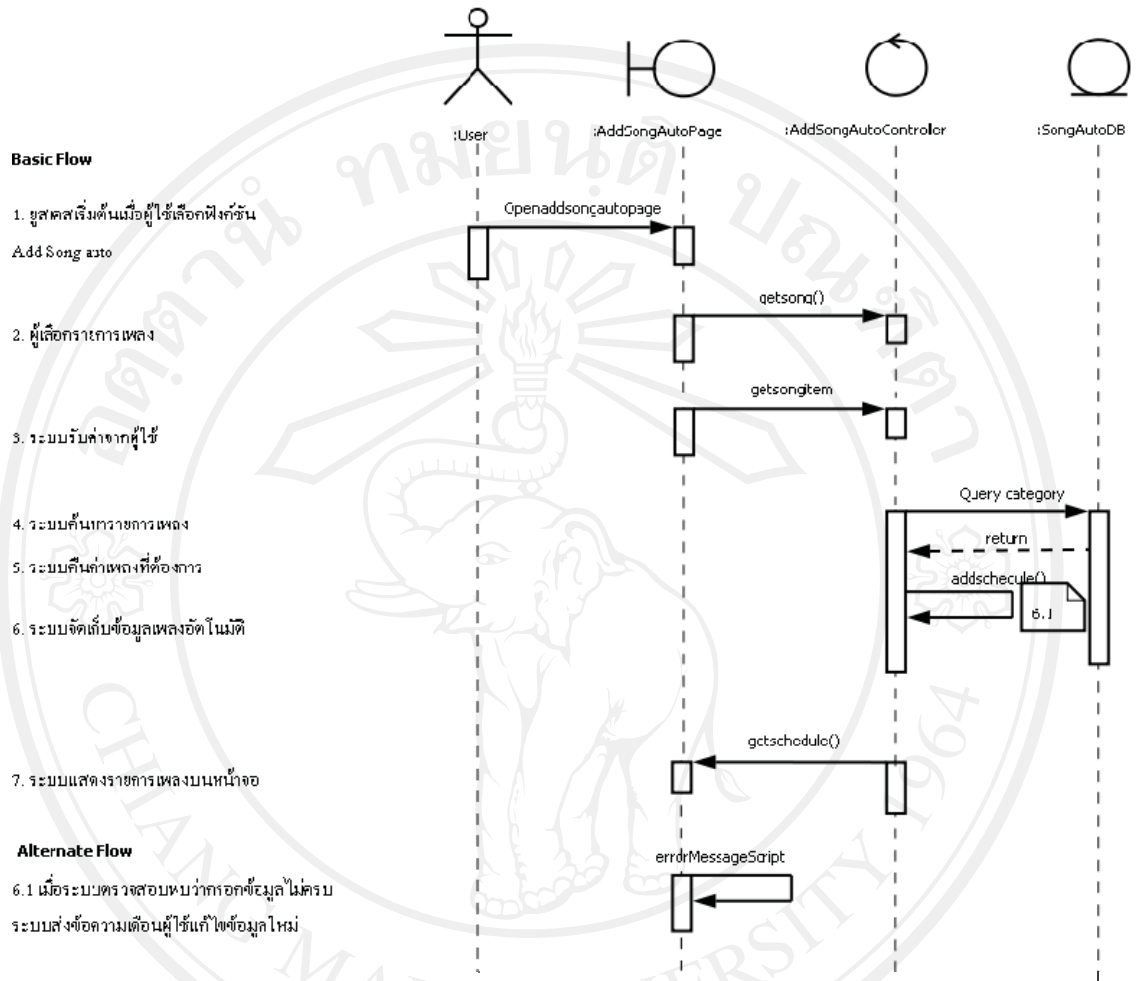 :User
:AddSongAutoPage
:AddSongAutoController
:SongAutoDB
Basic Flow
1. ยูสเคสเริ่มต้นเมื่อผู้ใช้เลือกฟังก์ชัน
Add Song auto
Openaddsongautopage
getsong()
2. ผู้เลือกรายการเพลง
getsongitem
3. ระบบรับค่าจากผู้ใช้
Query category
4. ระบบค้นหารายการเพลง
return
5. ระบบคืนค่าเพลงที่ต้องการ
addschecule()
6.1
6. ระบบจัดเก็บข้อมูลเพลงอัตโนมัติ
getschedule()
7. ระบบแสดงรายการเพลงบนหน้าจอ
Alternate Flow
errorMessageScript
6.1 เมื่อระบบตรวจสอบพบว่ากรอกข้อมูลไม่ครบ
ระบบส่งข้อความเตือนผู้ใช้แก้ไขข้อมูลใหม่
CHIANG MAI UNIVERSITY 1964